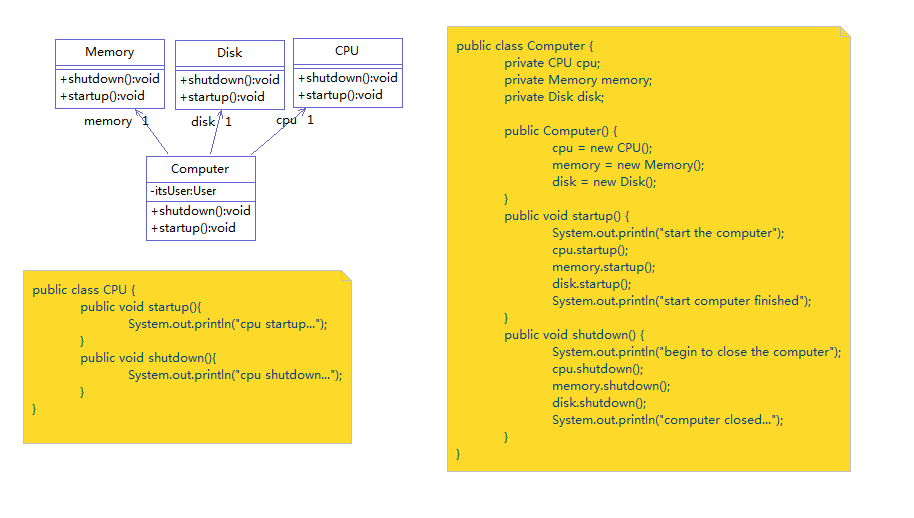 Memory
+shutdown():void
+startup():void
Disk
+shutdown():void
+startup():void
CPU
+shutdown():void
+startup():void
memory 1
disk 1
cpu 1
Computer
-itsUser:User
+shutdown():void
+startup():void
public class CPU {
public void startup(){
System.out.println("cpu startup...");
}
public void shutdown(){
System.out.println("cpu shutdown...");
}
}
public class Computer {
private CPU cpu;
private Memory memory;
private Disk disk;
public Computer() {
cpu = new CPU();
memory = new Memory();
disk = new Disk();
}
public void startup() {
System.out.println("start the computer");
cpu.startup();
memory.startup();
disk.startup();
System.out.println("start computer finished");
}
public void shutdown() {
System.out.println("begin to close the computer");
cpu.shutdown();
memory.shutdown();
disk.shutdown();
System.out.println("computer closed...");
}
}